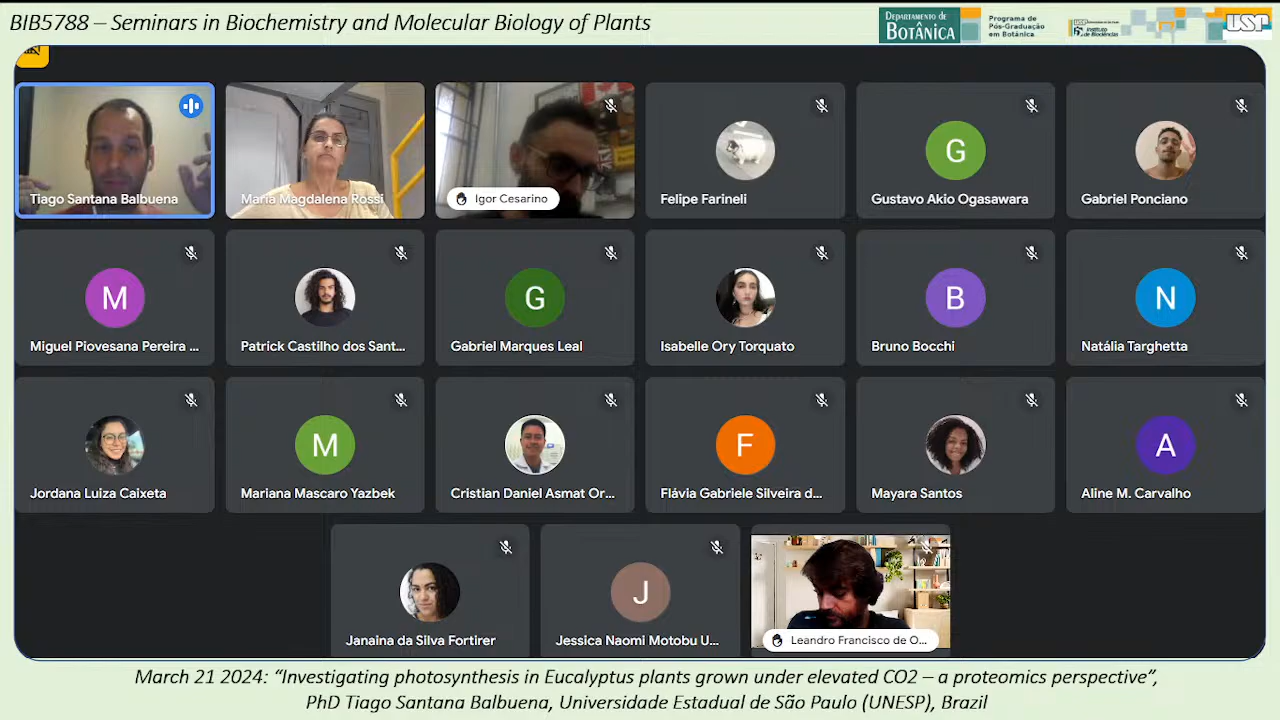 BIB5788 – Seminars in Biochemistry and Molecular Biology of Plants
DEPARTAMENTO DE
BOTÂNICA
Programa de
Pós-Graduação
em Botânica
Instituto
de Biociências
USP
Tiago Santana Balbuena
Maria Magdalena Rossi
Igor Cesarino
Felipe Farineli
G
Gustavo Akio Ogasawara
Gabriel Ponciano
M
Miguel Piovesana Pereira ...
Patrick Castilho dos Sant...
G
Gabriel Marques Leal
Isabelle Ory Torquato
B
Bruno Bocchi
N
Natália Targhetta
Jordana Luiza Caixeta
M
Mariana Mascaro Yazbek
Cristian Daniel Asmat Or...
F
Flávia Gabriele Silveira d...
Mayara Santos
A
Aline M. Carvalho
Janaina da Silva Fortirer
J
Jessica Naomi Motobu U...
Leandro Francisco de O...
March 21 2024: “Investigating photosynthesis in Eucalyptus plants grown under elevated CO2 – a proteomics perspective”,
PhD Tiago Santana Balbuena, Universidade Estadual de São Paulo (UNESP), Brazil